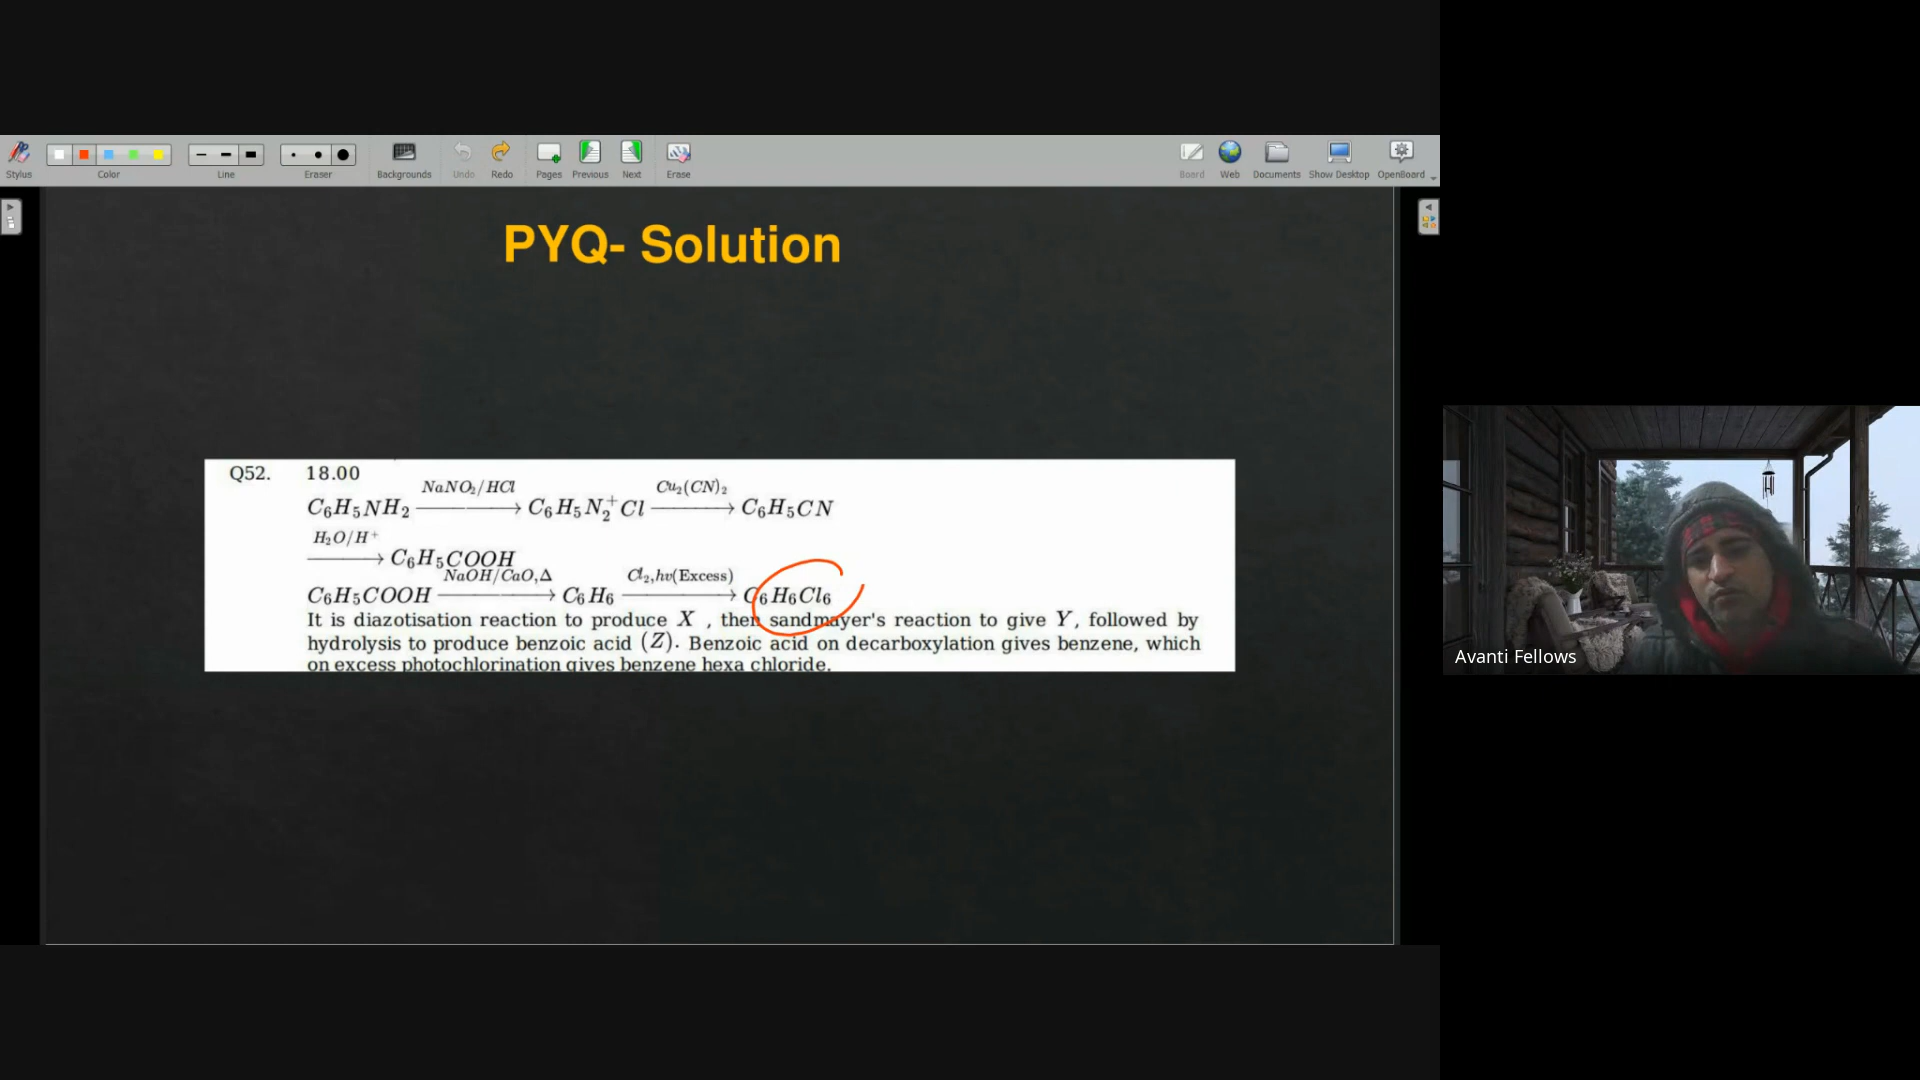 Stylus Color Line Eraser Backgrounds Undo Redo Pages Previous Next Erase Board Web Documents Show Desktop OpenBoard
PYQ- Solution
Q52. 18.00
C₆H₅NH₂ —NaNO₂/HCl→ C₆H₅N₂⁺Cl —Cu₂(CN)₂→ C₆H₅CN
—H₂O/H⁺→ C₆H₅COOH
C₆H₅COOH —NaOH/CaO,Δ→ C₆H₆ —Cl₂,hν(Excess)→ C₆H₆Cl₆
It is diazotisation reaction to produce X , then sandmayer's reaction to give Y, followed by
hydrolysis to produce benzoic acid (Z). Benzoic acid on decarboxylation gives benzene, which
on excess photochlorination gives benzene hexa chloride.
Avanti Fellows